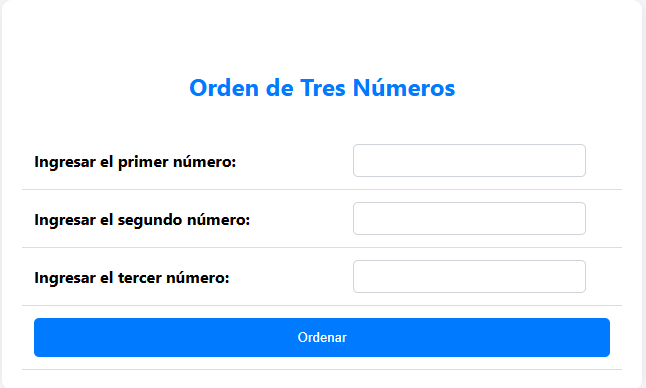 Orden de Tres Números
Ingresar el primer número:
Ingresar el segundo número:
Ingresar el tercer número:
Ordenar